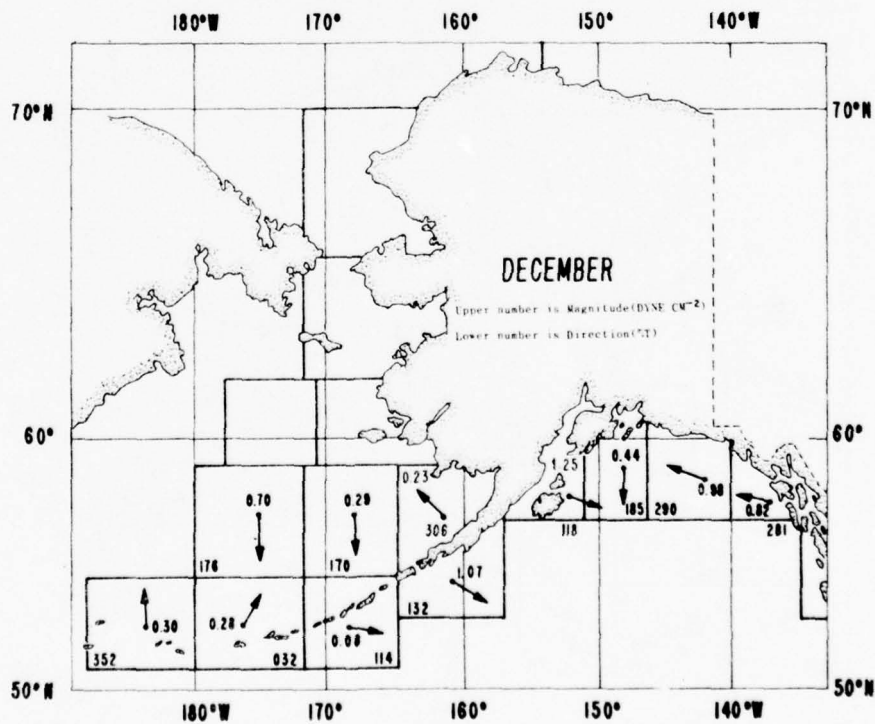 180°W 170° 160° 150° 140°W
70°N 70°N
DECEMBER
Upper number is Magnitude(DYNE CM⁻²)
Lower number is Direction(°T)
60° 60°
1.25 0.44
0.23 0.98
0.70 0.29 0.82
306 185 290
118 281
176 170
1.07
132
0.30 0.28 0.08
352 032 114
50°N 50°N
180°W 170° 160° 150° 140°W